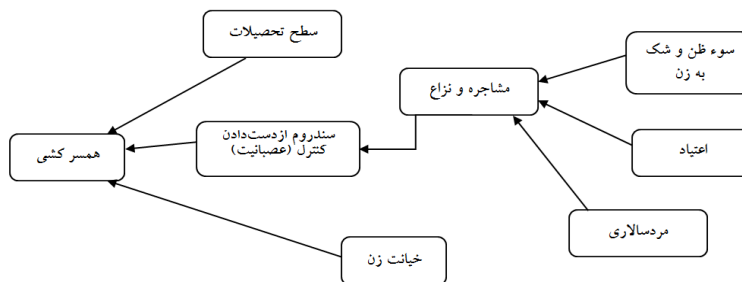 سطح تحصیلات
سوء ظن و شک
به زن
مشاجره و نزاع
سندروم ازدست‌دادن
کنترل (عصبانیت)
همسر کشی
اعتیاد
مردسالاری
خیانت زن